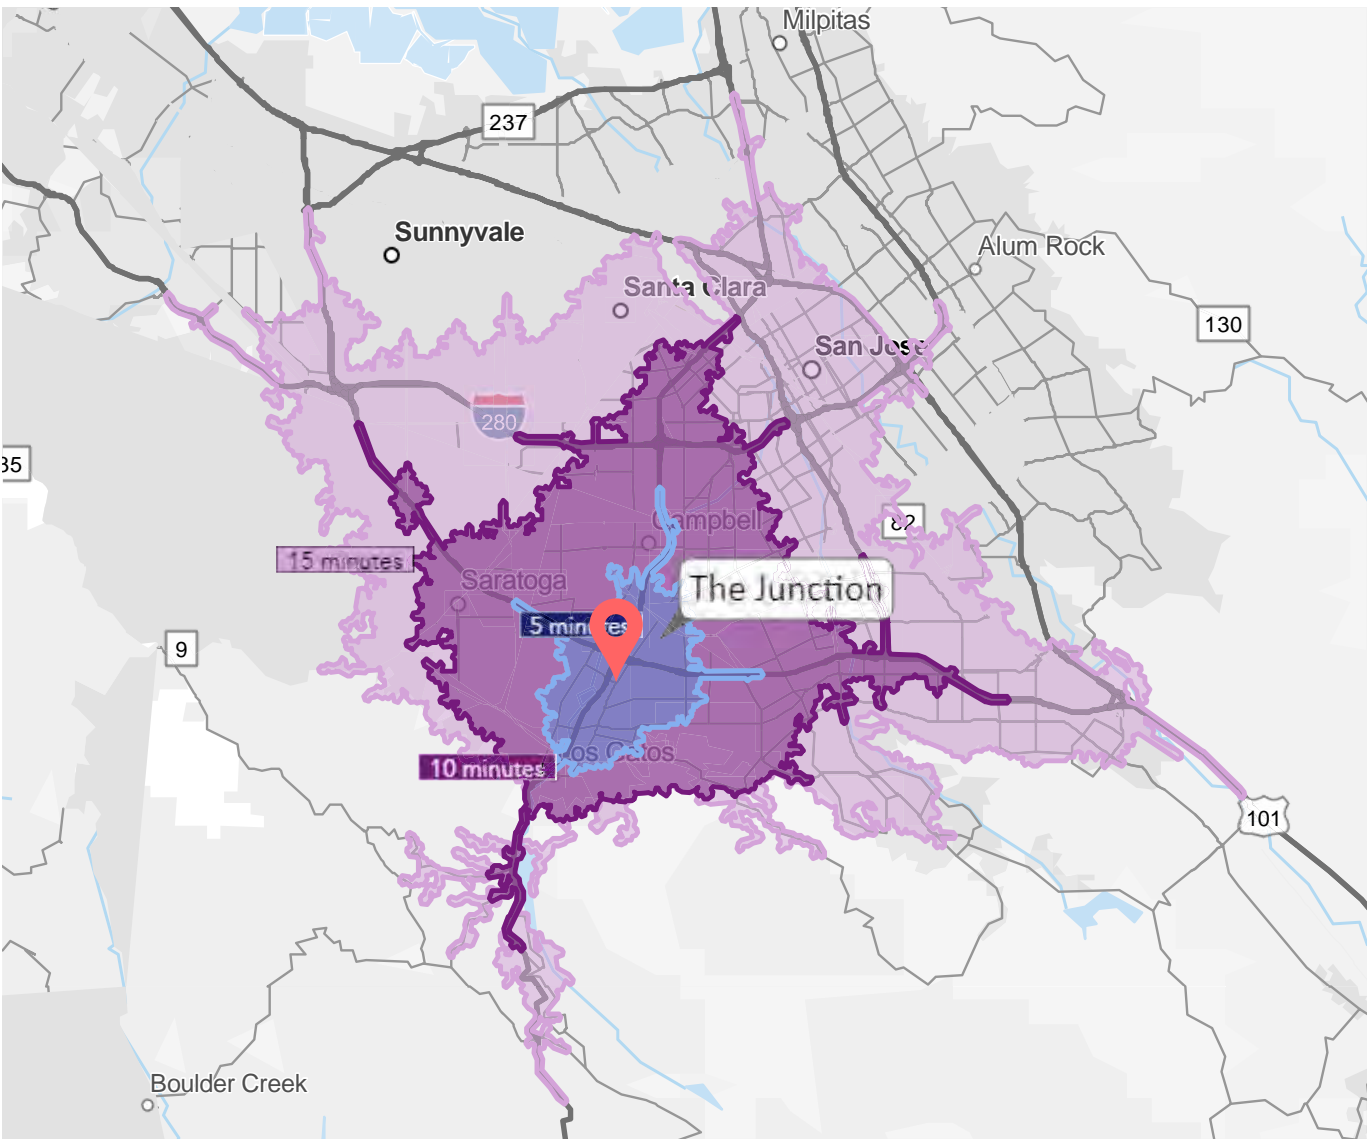 Milpitas
237
Sunnyvale
Alum Rock
Santa Clara
130
San Jose
280
35
82
Campbell
15 minutes
Saratoga
The Junction
5 minutes
9
Los Gatos
10 minutes
101
Boulder Creek